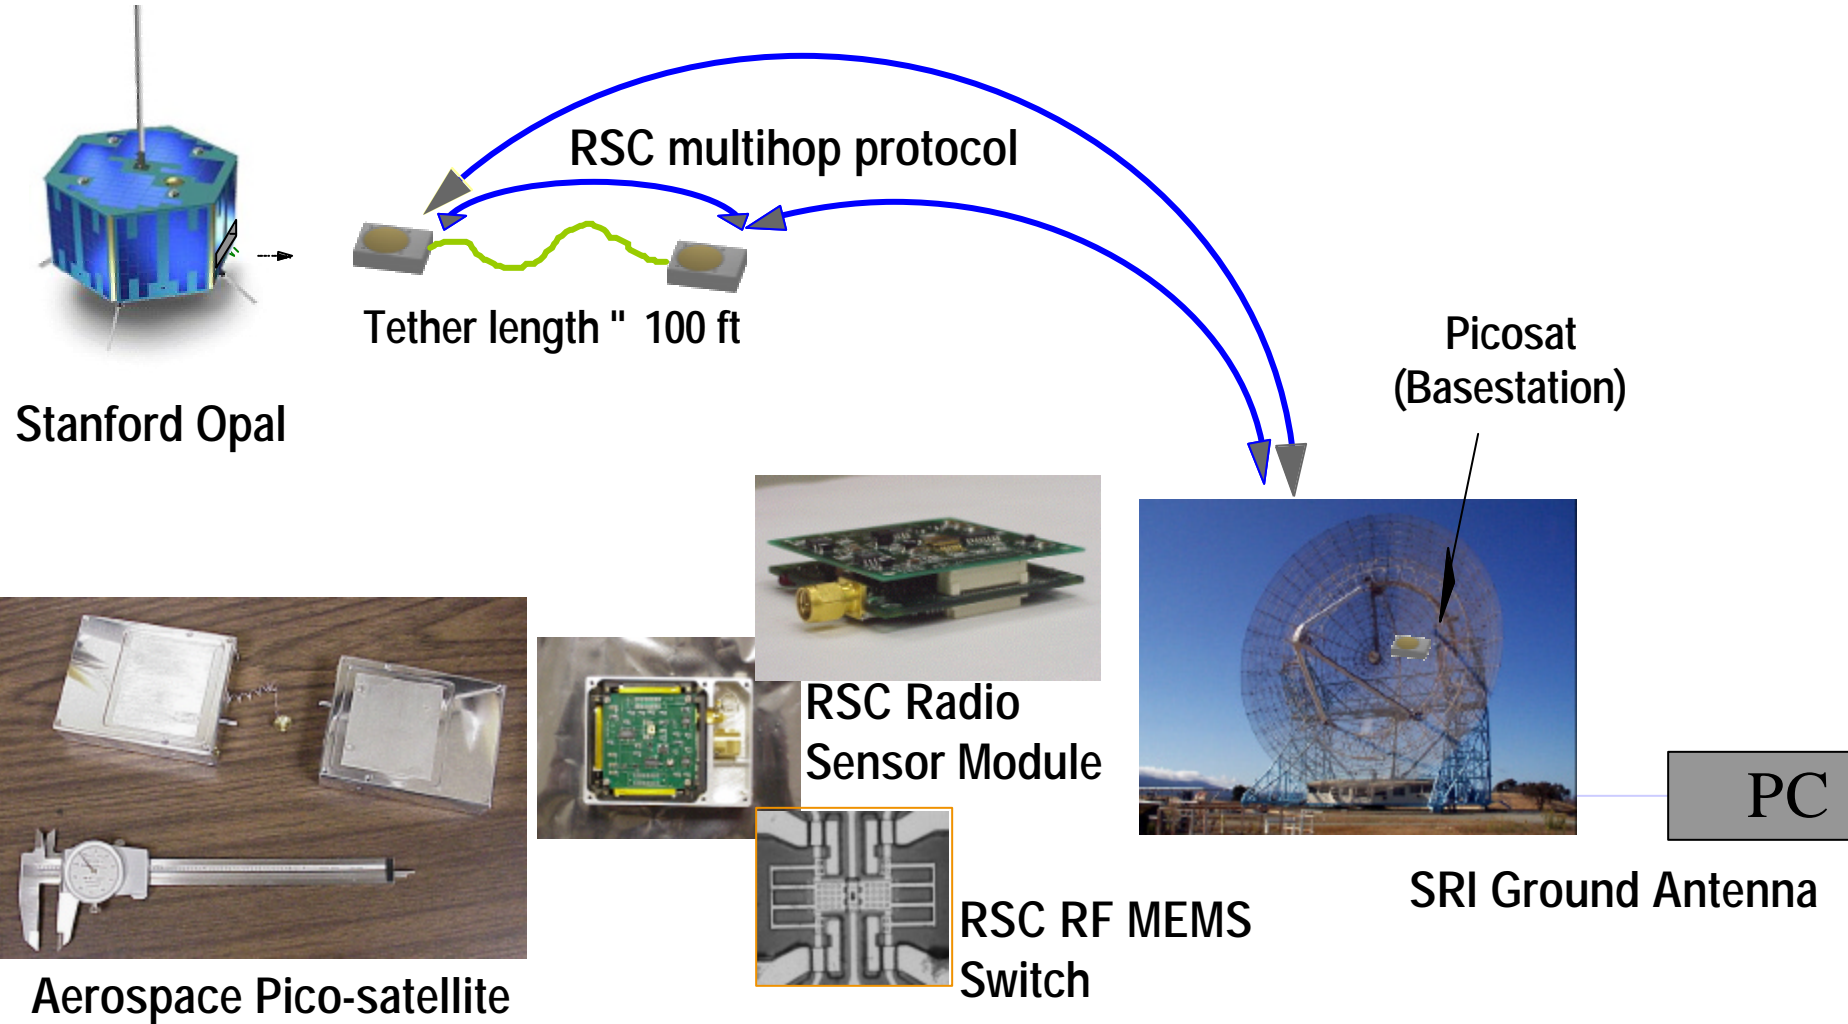 RSC multihop protocol
Tether length " 100 ft
Stanford Opal
Picosat
(Basestation)
RSC Radio
Sensor Module
PC
SRI Ground Antenna
RSC RF MEMS
Switch
Aerospace Pico-satellite